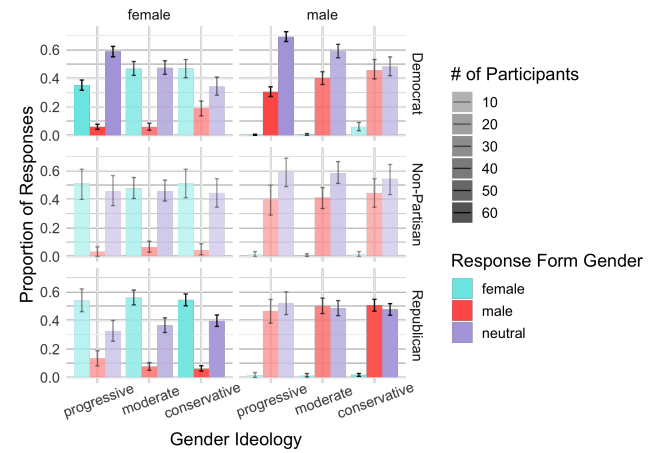 female male
Proportion of Responses
0.6
0.4
0.2
0.0
Democrat
0.6
0.4
0.2
0.0
Non-Partisan
0.6
0.4
0.2
0.0
Republican
progressive moderate conservative progressive moderate conservative
Gender Ideology
# of Participants
10
20
30
40
50
60
Response Form Gender
female
male
neutral